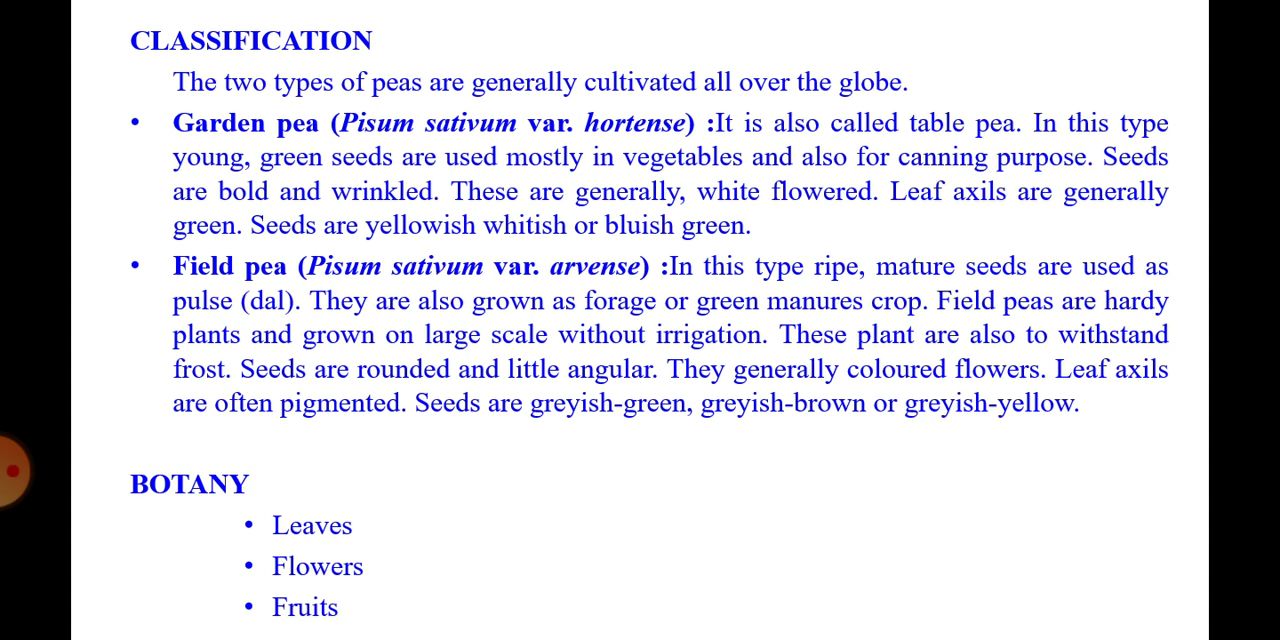 CLASSIFICATION
The two types of peas are generally cultivated all over the globe.
• Garden pea (Pisum sativum var. hortense) :It is also called table pea. In this type
young, green seeds are used mostly in vegetables and also for canning purpose. Seeds
are bold and wrinkled. These are generally, white flowered. Leaf axils are generally
green. Seeds are yellowish whitish or bluish green.
• Field pea (Pisum sativum var. arvense) :In this type ripe, mature seeds are used as
pulse (dal). They are also grown as forage or green manures crop. Field peas are hardy
plants and grown on large scale without irrigation. These plant are also to withstand
frost. Seeds are rounded and little angular. They generally coloured flowers. Leaf axils
are often pigmented. Seeds are greyish-green, greyish-brown or greyish-yellow.
BOTANY
• Leaves
• Flowers
• Fruits